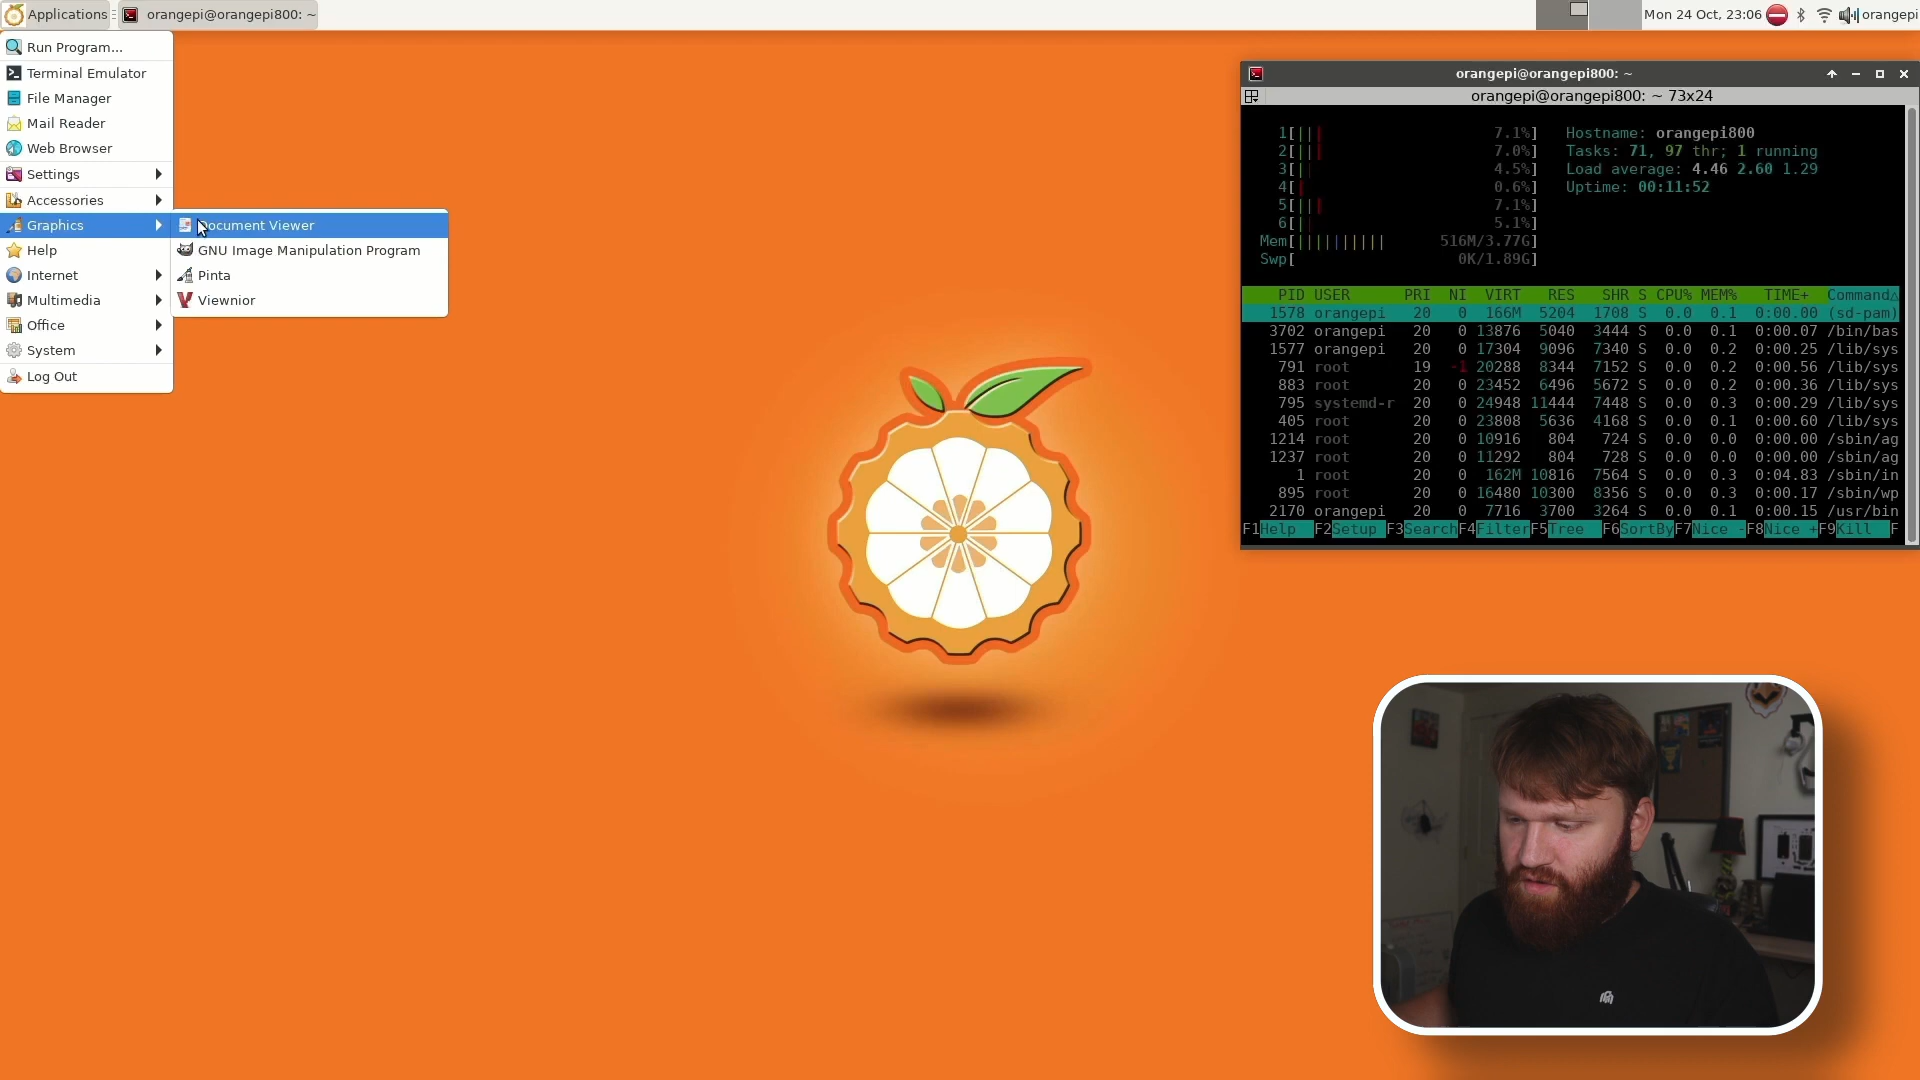 Applications
orangepi@orangepi800: ~
Mon 24 Oct, 23:06
orangepi
Run Program...
Terminal Emulator
File Manager
Mail Reader
Web Browser
Settings
Accessories
Graphics
Help
Internet
Multimedia
Office
System
Log Out
Document Viewer
GNU Image Manipulation Program
Pinta
Viewnior
orangepi@orangepi800: ~
orangepi@orangepi800: ~ 73x24
1[||| 7.1%] Hostname: orangepi800
2[||| 7.0%] Tasks: 71, 97 thr; 1 running
3[|| 4.5%] Load average: 4.46 2.60 1.29
4[| 0.6%] Uptime: 00:11:52
5[||| 7.1%]
6[|| 5.1%]
Mem[|||||||||| 516M/3.77G]
Swp[ 0K/1.89G]
PID USER PRI NI VIRT RES SHR S CPU% MEM% TIME+ Command△
1578 orangepi 20 0 166M 5204 1708 S 0.0 0.1 0:00.00 (sd-pam)
3702 orangepi 20 0 13876 5040 3444 S 0.0 0.1 0:00.07 /bin/bas
1577 orangepi 20 0 17304 9096 7340 S 0.0 0.2 0:00.25 /lib/sys
791 root 19 -1 20288 8344 7152 S 0.0 0.2 0:00.56 /lib/sys
883 root 20 0 23452 6496 5672 S 0.0 0.2 0:00.36 /lib/sys
795 systemd-r 20 0 24948 11444 7448 S 0.0 0.3 0:00.29 /lib/sys
405 root 20 0 23808 5636 4168 S 0.0 0.1 0:00.60 /lib/sys
1214 root 20 0 10916 804 724 S 0.0 0.0 0:00.00 /sbin/ag
1237 root 20 0 11292 804 728 S 0.0 0.0 0:00.00 /sbin/ag
1 root 20 0 162M 10816 7564 S 0.0 0.3 0:04.83 /sbin/in
895 root 20 0 16480 10300 8356 S 0.0 0.3 0:00.17 /sbin/wp
2170 orangepi 20 0 7716 3700 3264 S 0.0 0.1 0:00.15 /usr/bin
F1Help F2Setup F3SearchF4FilterF5Tree F6SortByF7Nice -F8Nice +F9Kill F